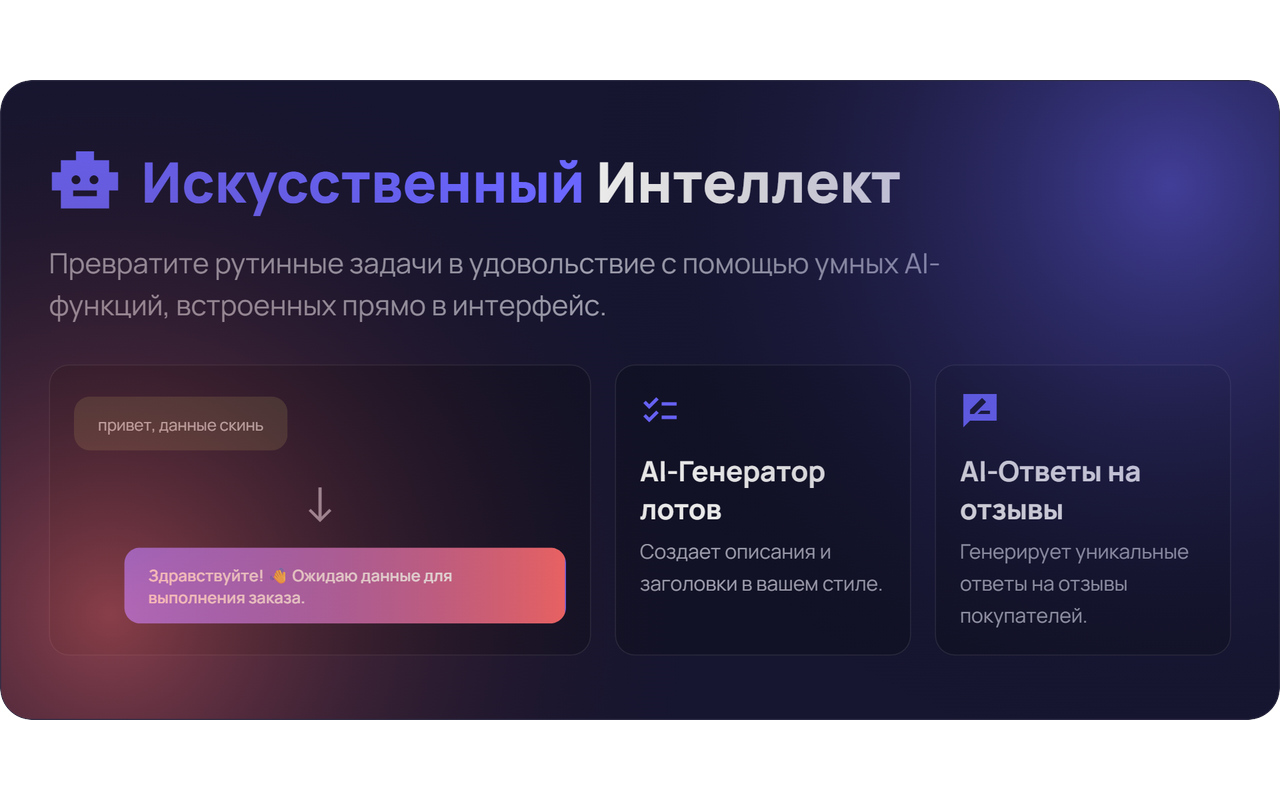 Искусственный Интеллект
Превратите рутинные задачи в удовольствие с помощью умных AI-
функций, встроенных прямо в интерфейс.
привет, данные скинь
↓
Здравствуйте! 👋 Ожидаю данные для
выполнения заказа.
AI-Генератор
лотов
Создает описания и
заголовки в вашем стиле.
AI-Ответы на
отзывы
Генерирует уникальные
ответы на отзывы
покупателей.